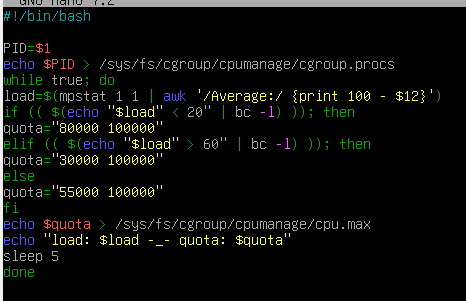 GNU nano 7.2
#!/bin/bash
PID=$1
echo $PID > /sys/fs/cgroup/cpumanage/cgroup.procs
while true; do
load=$(mpstat 1 1 | awk '/Average:/ {print 100 - $12}')
if (( $(echo "$load" < 20" | bc -l) )); then
quota="80000 100000"
elif (( $(echo "$load" > 60" | bc -l) )); then
quota="30000 100000"
else
quota="55000 100000"
fi
echo $quota > /sys/fs/cgroup/cpumanage/cpu.max
echo "load: $load -_- quota: $quota"
sleep 5
done